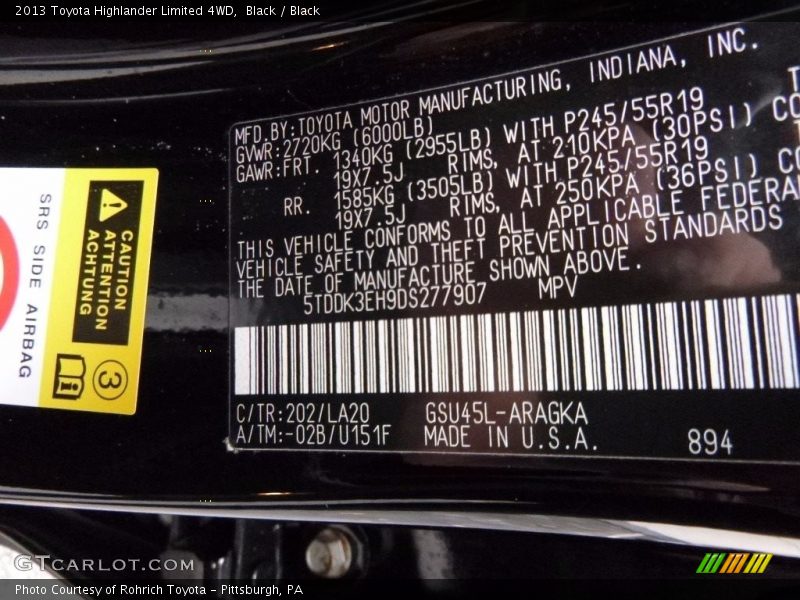 2013 Toyota Highlander Limited 4WD, Black / Black
MFD.BY:TOYOTA MOTOR MANUFACTURING, INDIANA, INC.
GVWR:2720KG (6000LB)
GAWR:FRT. 1340KG (2955LB) WITH P245/55R19
19X7.5J RIMS, AT 210KPA (30PSI)
RR. 1585KG (3505LB) WITH P245/55R19
19X7.5J RIMS, AT 250KPA (36PSI)
THIS VEHICLE CONFORMS TO ALL APPLICABLE FEDERA
VEHICLE SAFETY AND THEFT PREVENTION STANDARDS
THE DATE OF MANUFACTURE SHOWN ABOVE.
5TDDK3EH9DS277907 MPV
C/TR:202/LA20 GSU45L-ARAGKA
A/TM:-02B/U151F MADE IN U.S.A. 894
CAUTION
ATTENTION
ACHTUNG
3
SRS SIDE AIRBAG
GTCARLOT.COM
Photo Courtesy of Rohrich Toyota - Pittsburgh, PA